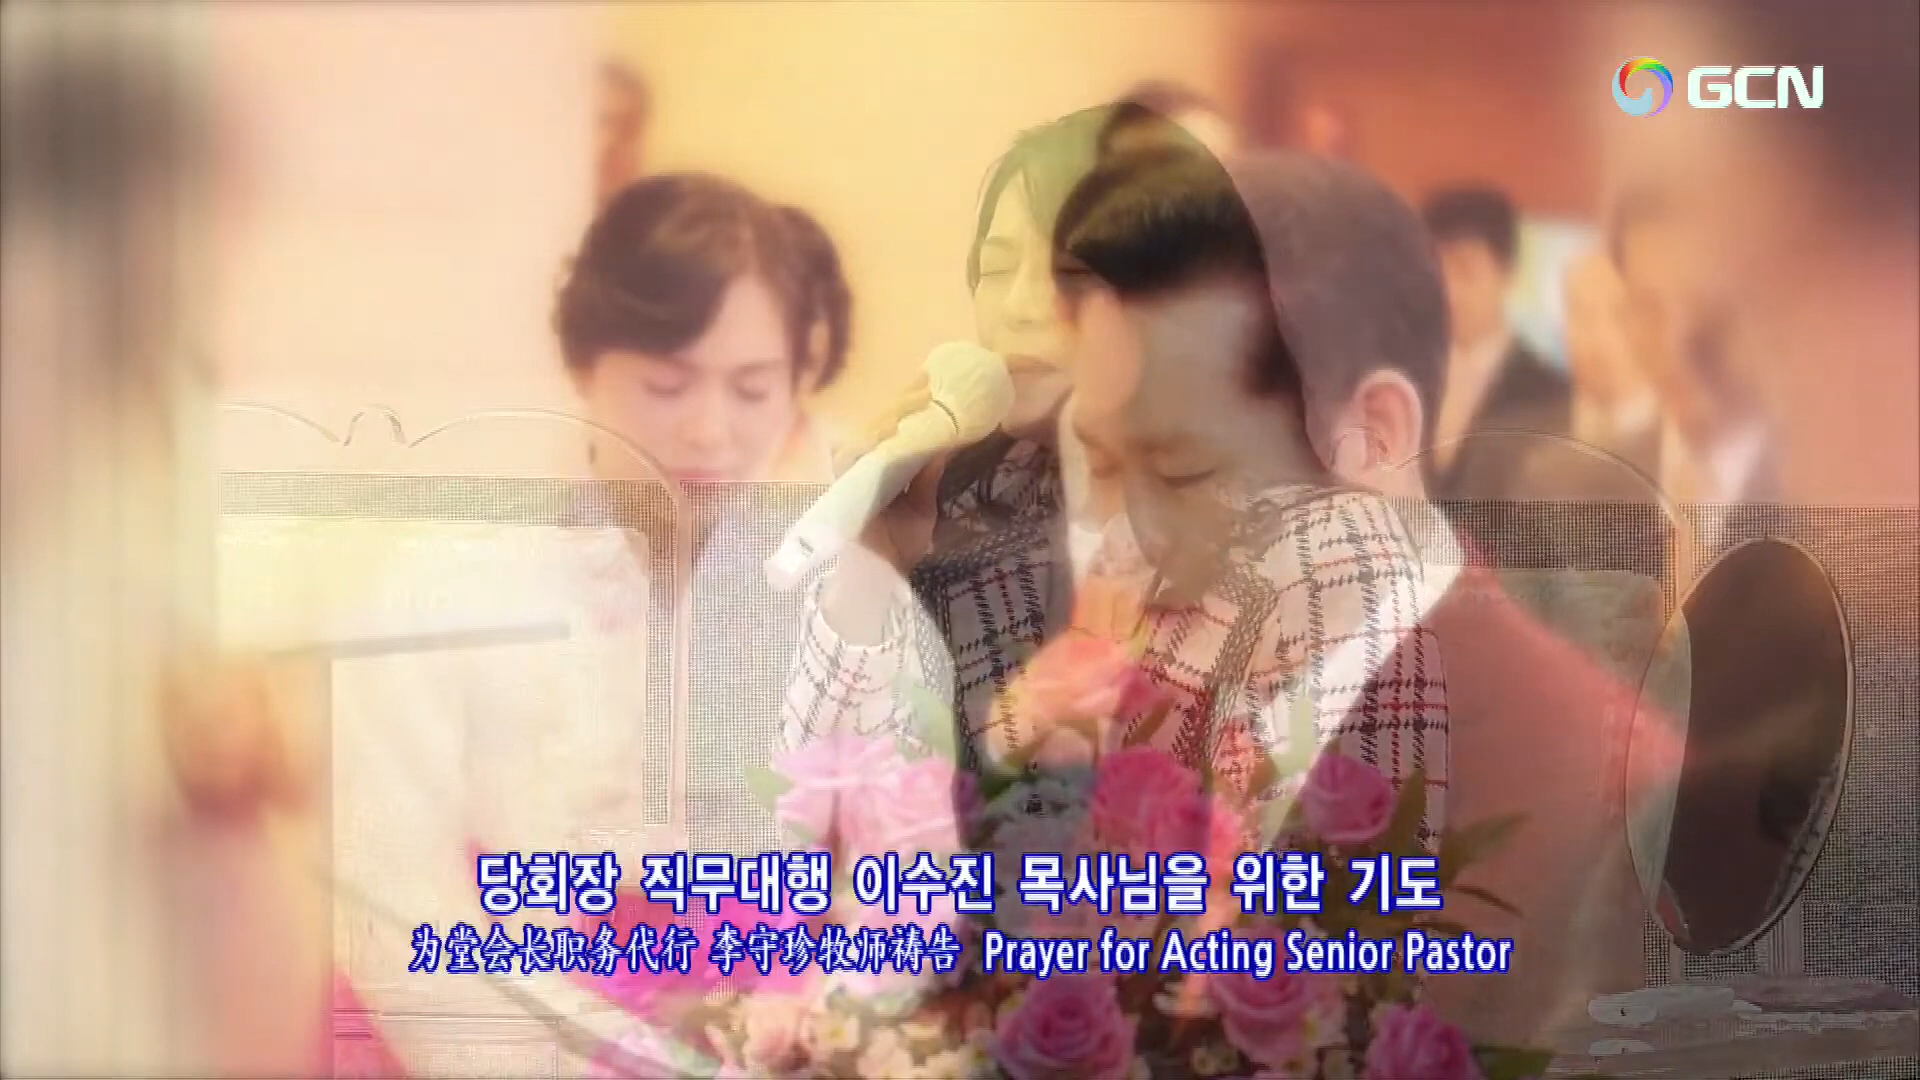 GCN
당회장 직무대행 이수진 목사님을 위한 기도
为堂会长职务代行 李守珍牧师祷告 Prayer for Acting Senior Pastor